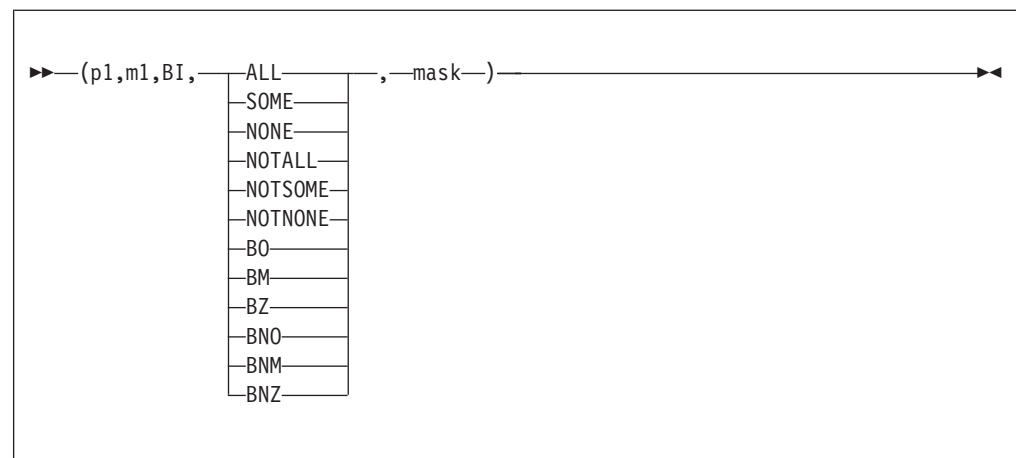 (p1,m1,BI, ALL , mask )
SOME
NONE
NOTALL
NOTSOME
NOTNONE
BO
BM
BZ
BNO
BNM
BNZ